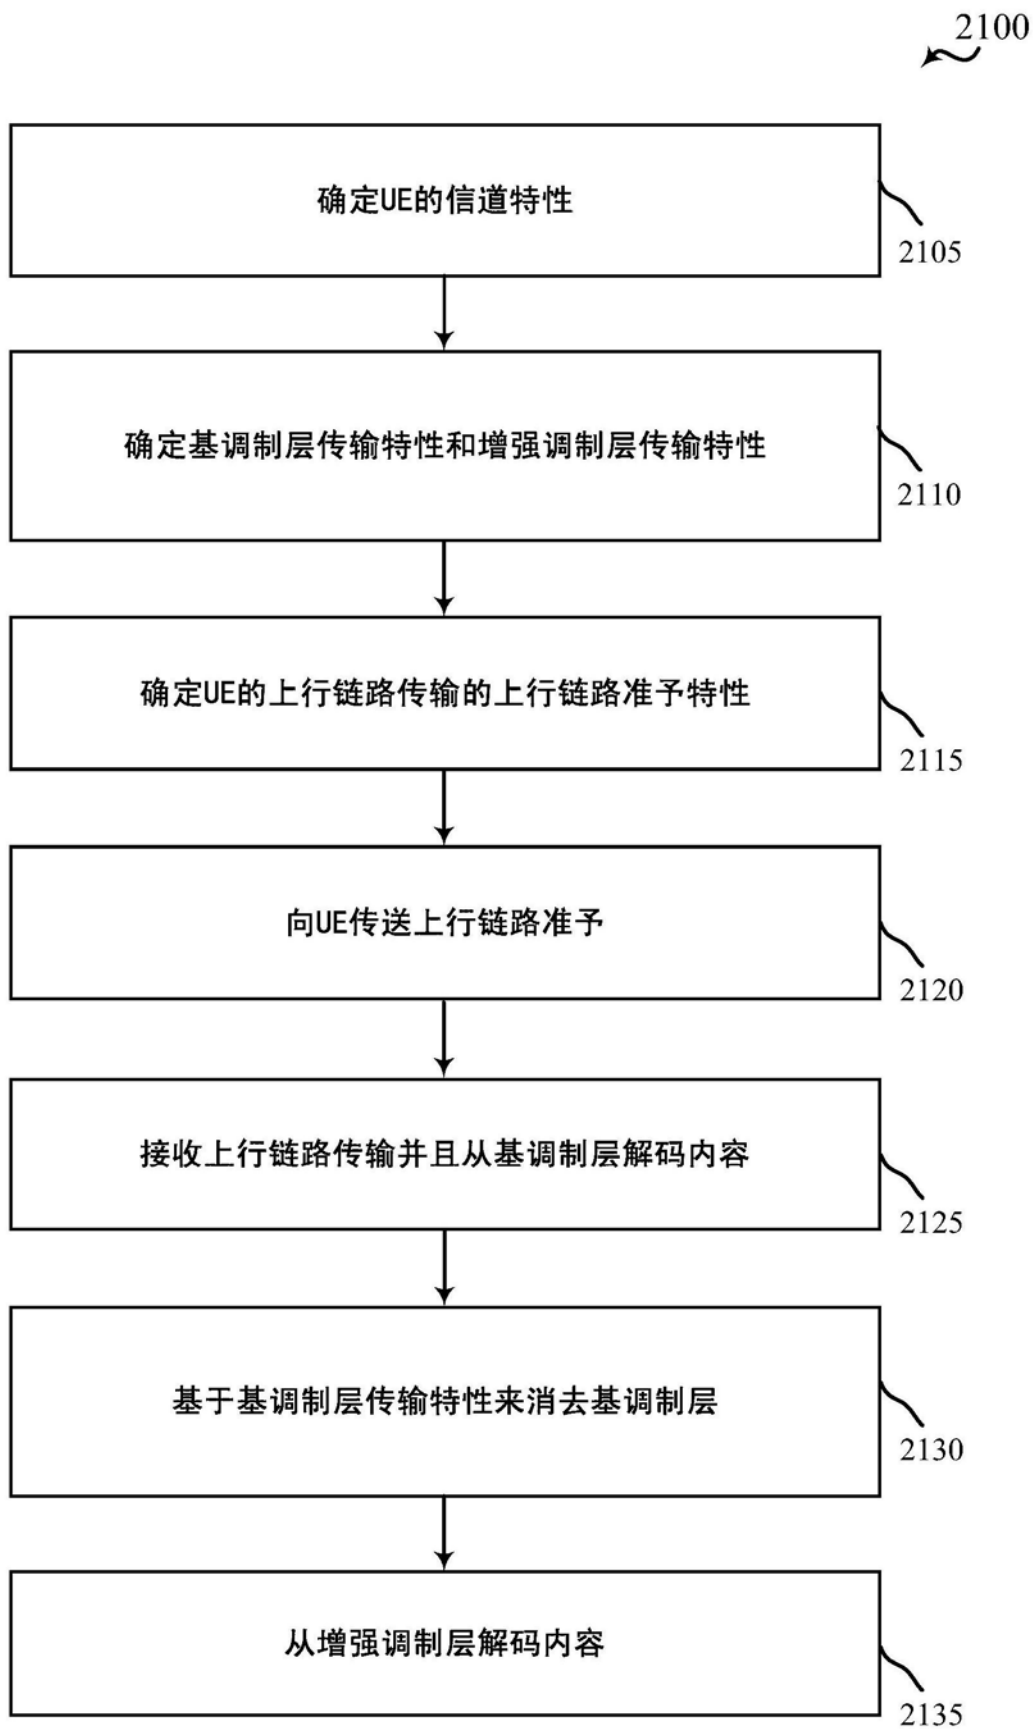 2100
确定UE的信道特性
2105
确定基调制层传输特性和增强调制层传输特性
2110
确定UE的上行链路传输的上行链路准予特性
2115
向UE传送上行链路准予
2120
接收上行链路传输并且从基调制层解码内容
2125
基于基调制层传输特性来消去基调制层
2130
从增强调制层解码内容
2135